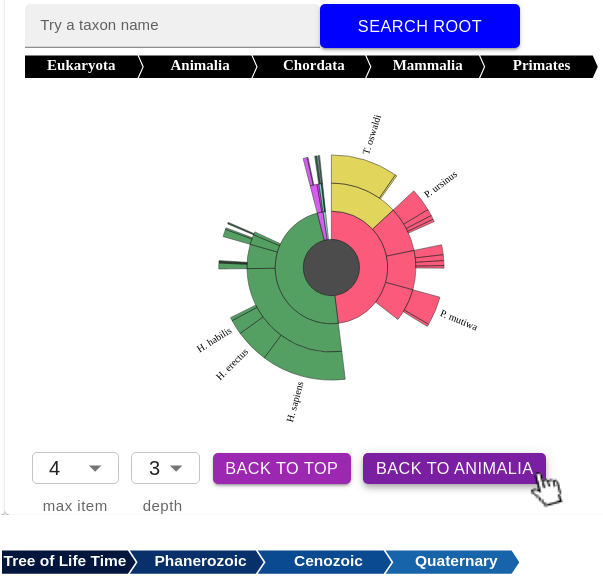 Try a taxon name
SEARCH ROOT
Eukaryota Animalia Chordata Mammalia Primates
T. oswaldi
P. ursinus
P. mutiwa
H. habilis
H. erectus
H. sapiens
4 3 BACK TO TOP BACK TO ANIMALIA
max item depth
Tree of Life Time Phanerozoic Cenozoic Quaternary